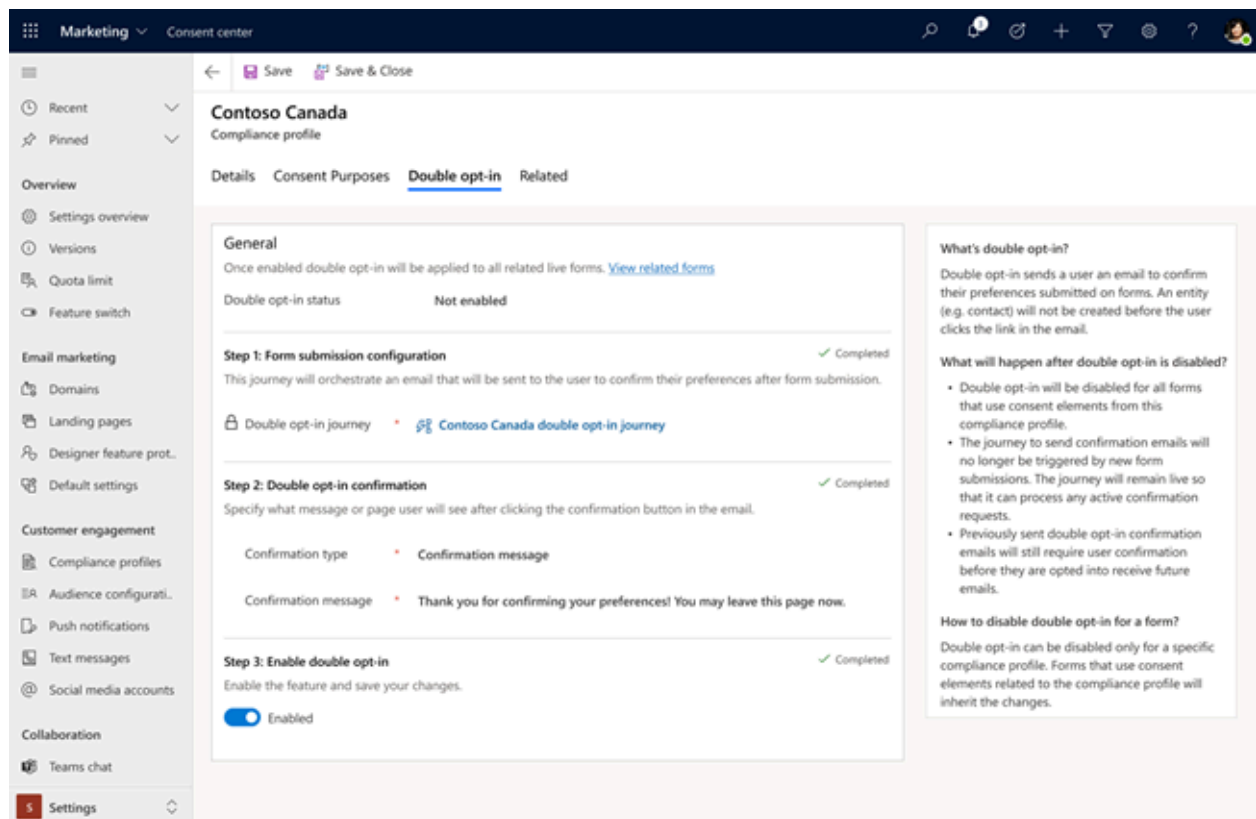 Marketing
Consent center
Save
Save & Close
Recent
Pinned
Overview
Settings overview
Versions
Quota limit
Feature switch
Email marketing
Domains
Landing pages
Designer feature prot..
Default settings
Customer engagement
Compliance profiles
Audience configurati..
Push notifications
Text messages
Social media accounts
Collaboration
Teams chat
S Settings
Contoso Canada
Compliance profile
Details Consent Purposes Double opt-in Related
General
Once enabled double opt-in will be applied to all related live forms. View related forms
Double opt-in status Not enabled
Step 1: Form submission configuration Completed
This journey will orchestrate an email that will be sent to the user to confirm their preferences after form submission.
Double opt-in journey * Contoso Canada double opt-in journey
Step 2: Double opt-in confirmation Completed
Specify what message or page user will see after clicking the confirmation button in the email.
Confirmation type * Confirmation message
Confirmation message * Thank you for confirming your preferences! You may leave this page now.
Step 3: Enable double opt-in Completed
Enable the feature and save your changes.
Enabled
What's double opt-in?
Double opt-in sends a user an email to confirm
their preferences submitted on forms. An entity
(e.g. contact) will not be created before the user
clicks the link in the email.
What will happen after double opt-in is disabled?
• Double opt-in will be disabled for all forms
that use consent elements from this
compliance profile.
• The journey to send confirmation emails will
no longer be triggered by new form
submissions. The journey will remain live so
that it can process any active confirmation
requests.
• Previously sent double opt-in confirmation
emails will still require user confirmation
before they are opted into receive future
emails.
How to disable double opt-in for a form?
Double opt-in can be disabled only for a specific
compliance profile. Forms that use consent
elements related to the compliance profile will
inherit the changes.